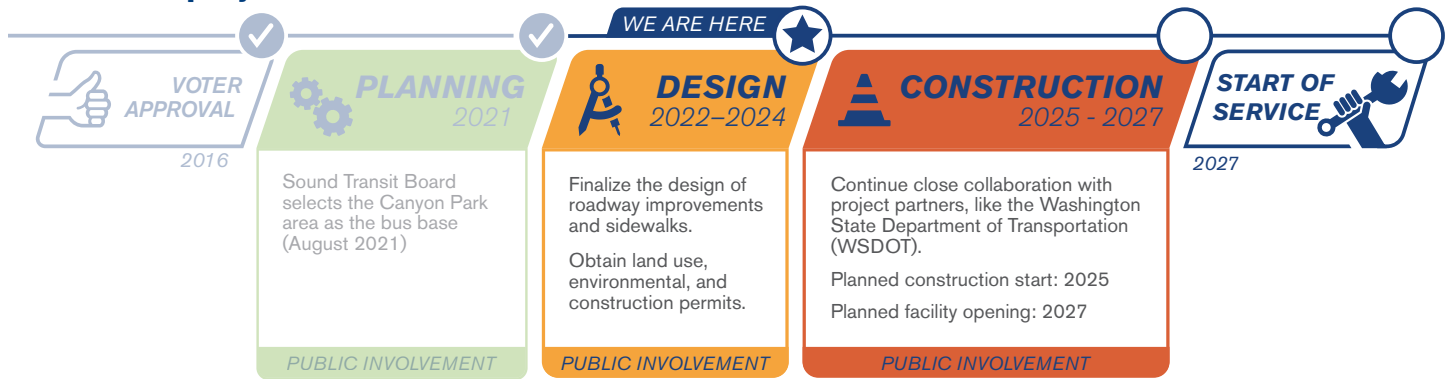 WE ARE HERE
VOTER
APPROVAL
2016
PLANNING
2021
Sound Transit Board
selects the Canyon Park
area as the bus base
(August 2021)
PUBLIC INVOLVEMENT
DESIGN
2022–2024
Finalize the design of
roadway improvements
and sidewalks.
Obtain land use,
environmental, and
construction permits.
PUBLIC INVOLVEMENT
CONSTRUCTION
2025 - 2027
Continue close collaboration with
project partners, like the Washington
State Department of Transportation
(WSDOT).
Planned construction start: 2025
Planned facility opening: 2027
PUBLIC INVOLVEMENT
START OF
SERVICE
2027